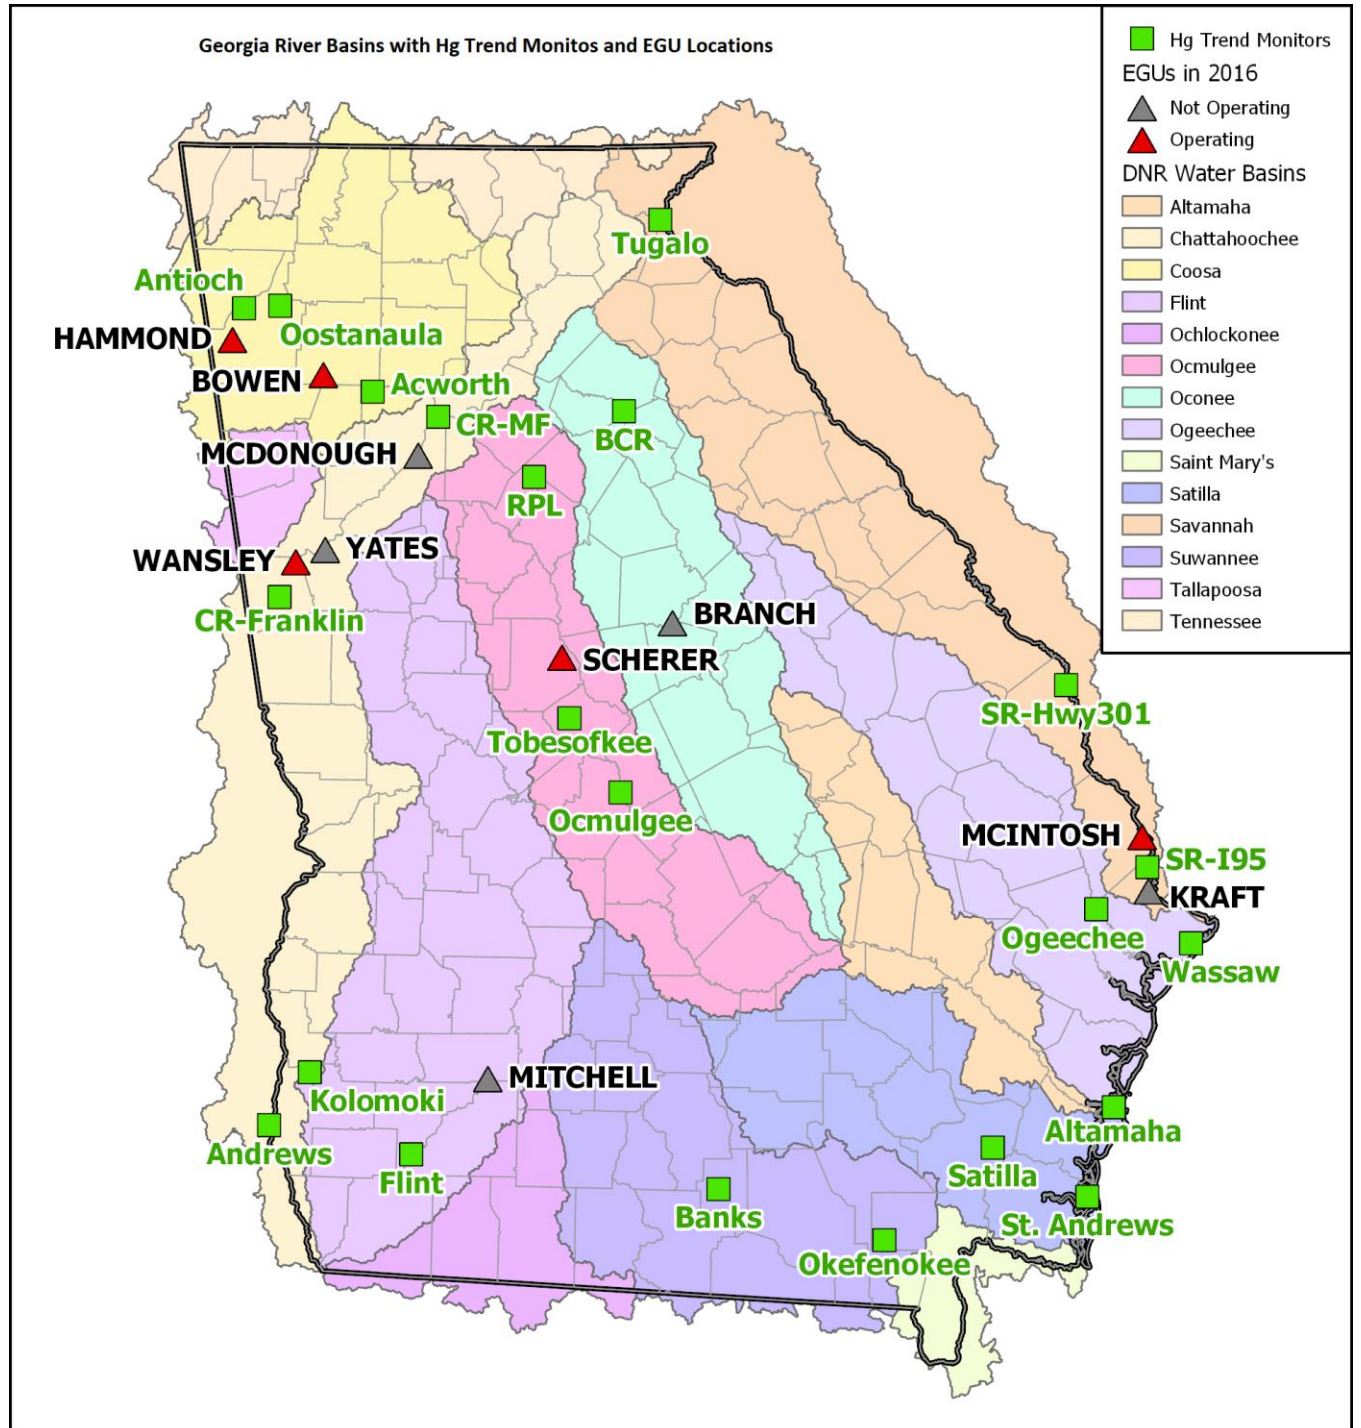 Georgia River Basins with Hg Trend Monitos and EGU Locations
Hg Trend Monitors
EGUs in 2016
Not Operating
Operating
DNR Water Basins
Altamaha
Chattahoochee
Coosa
Flint
Ochlockonee
Ocmulgee
Oconee
Ogeechee
Saint Mary's
Satilla
Savannah
Suwannee
Tallapoosa
Tennessee
Tugalo
Antioch
HAMMOND
Oostanaula
BOWEN
Acworth
CR-MF
BCR
MCDONOUGH
RPL
YATES
WANSLEY
CR-Franklin
BRANCH
SCHERER
SR-Hwy301
Tobesofkee
Ocmulgee
MCINTOSH
SR-I95
KRAFT
Ogeechee
Wassaw
MITCHELL
Kolomoki
Altamaha
Andrews
Flint
Satilla
Banks
St. Andrews
Okefenokee